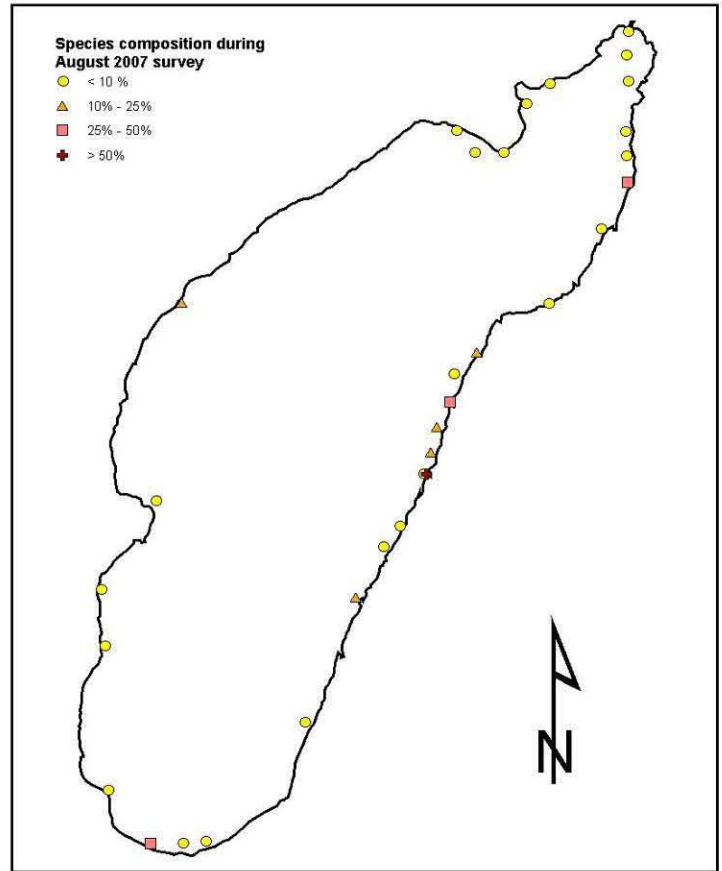 Species composition during
August 2007 survey
< 10 %
10% - 25%
25% - 50%
> 50%
N